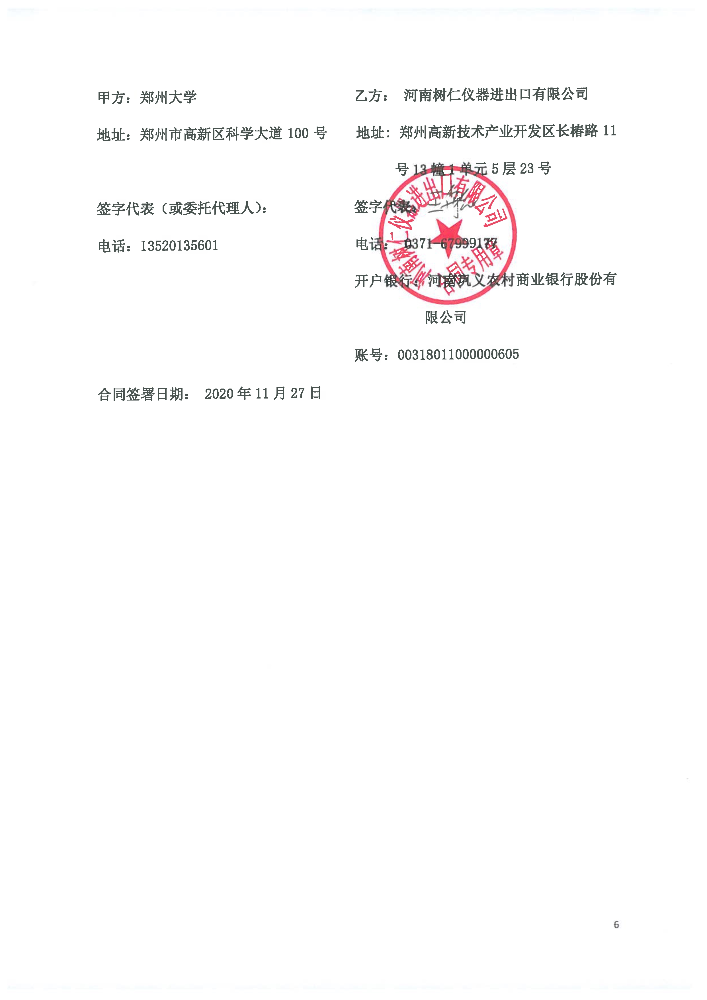 甲方：郑州大学
地址：郑州市高新区科学大道 100 号
签字代表（或委托代理人）：
电话：13520135601
乙方： 河南树仁仪器进出口有限公司
地址：郑州高新技术产业开发区长椿路 11
号 13 幢 1 单元 5 层 23 号
签字代表：
电话： 0371-67999177
开户银行：河南巩义农村商业银行股份有
限公司
账号：00318011000000605
河南树仁仪器进出口有限公司
合同专用章
合同签署日期： 2020 年 11 月 27 日
6